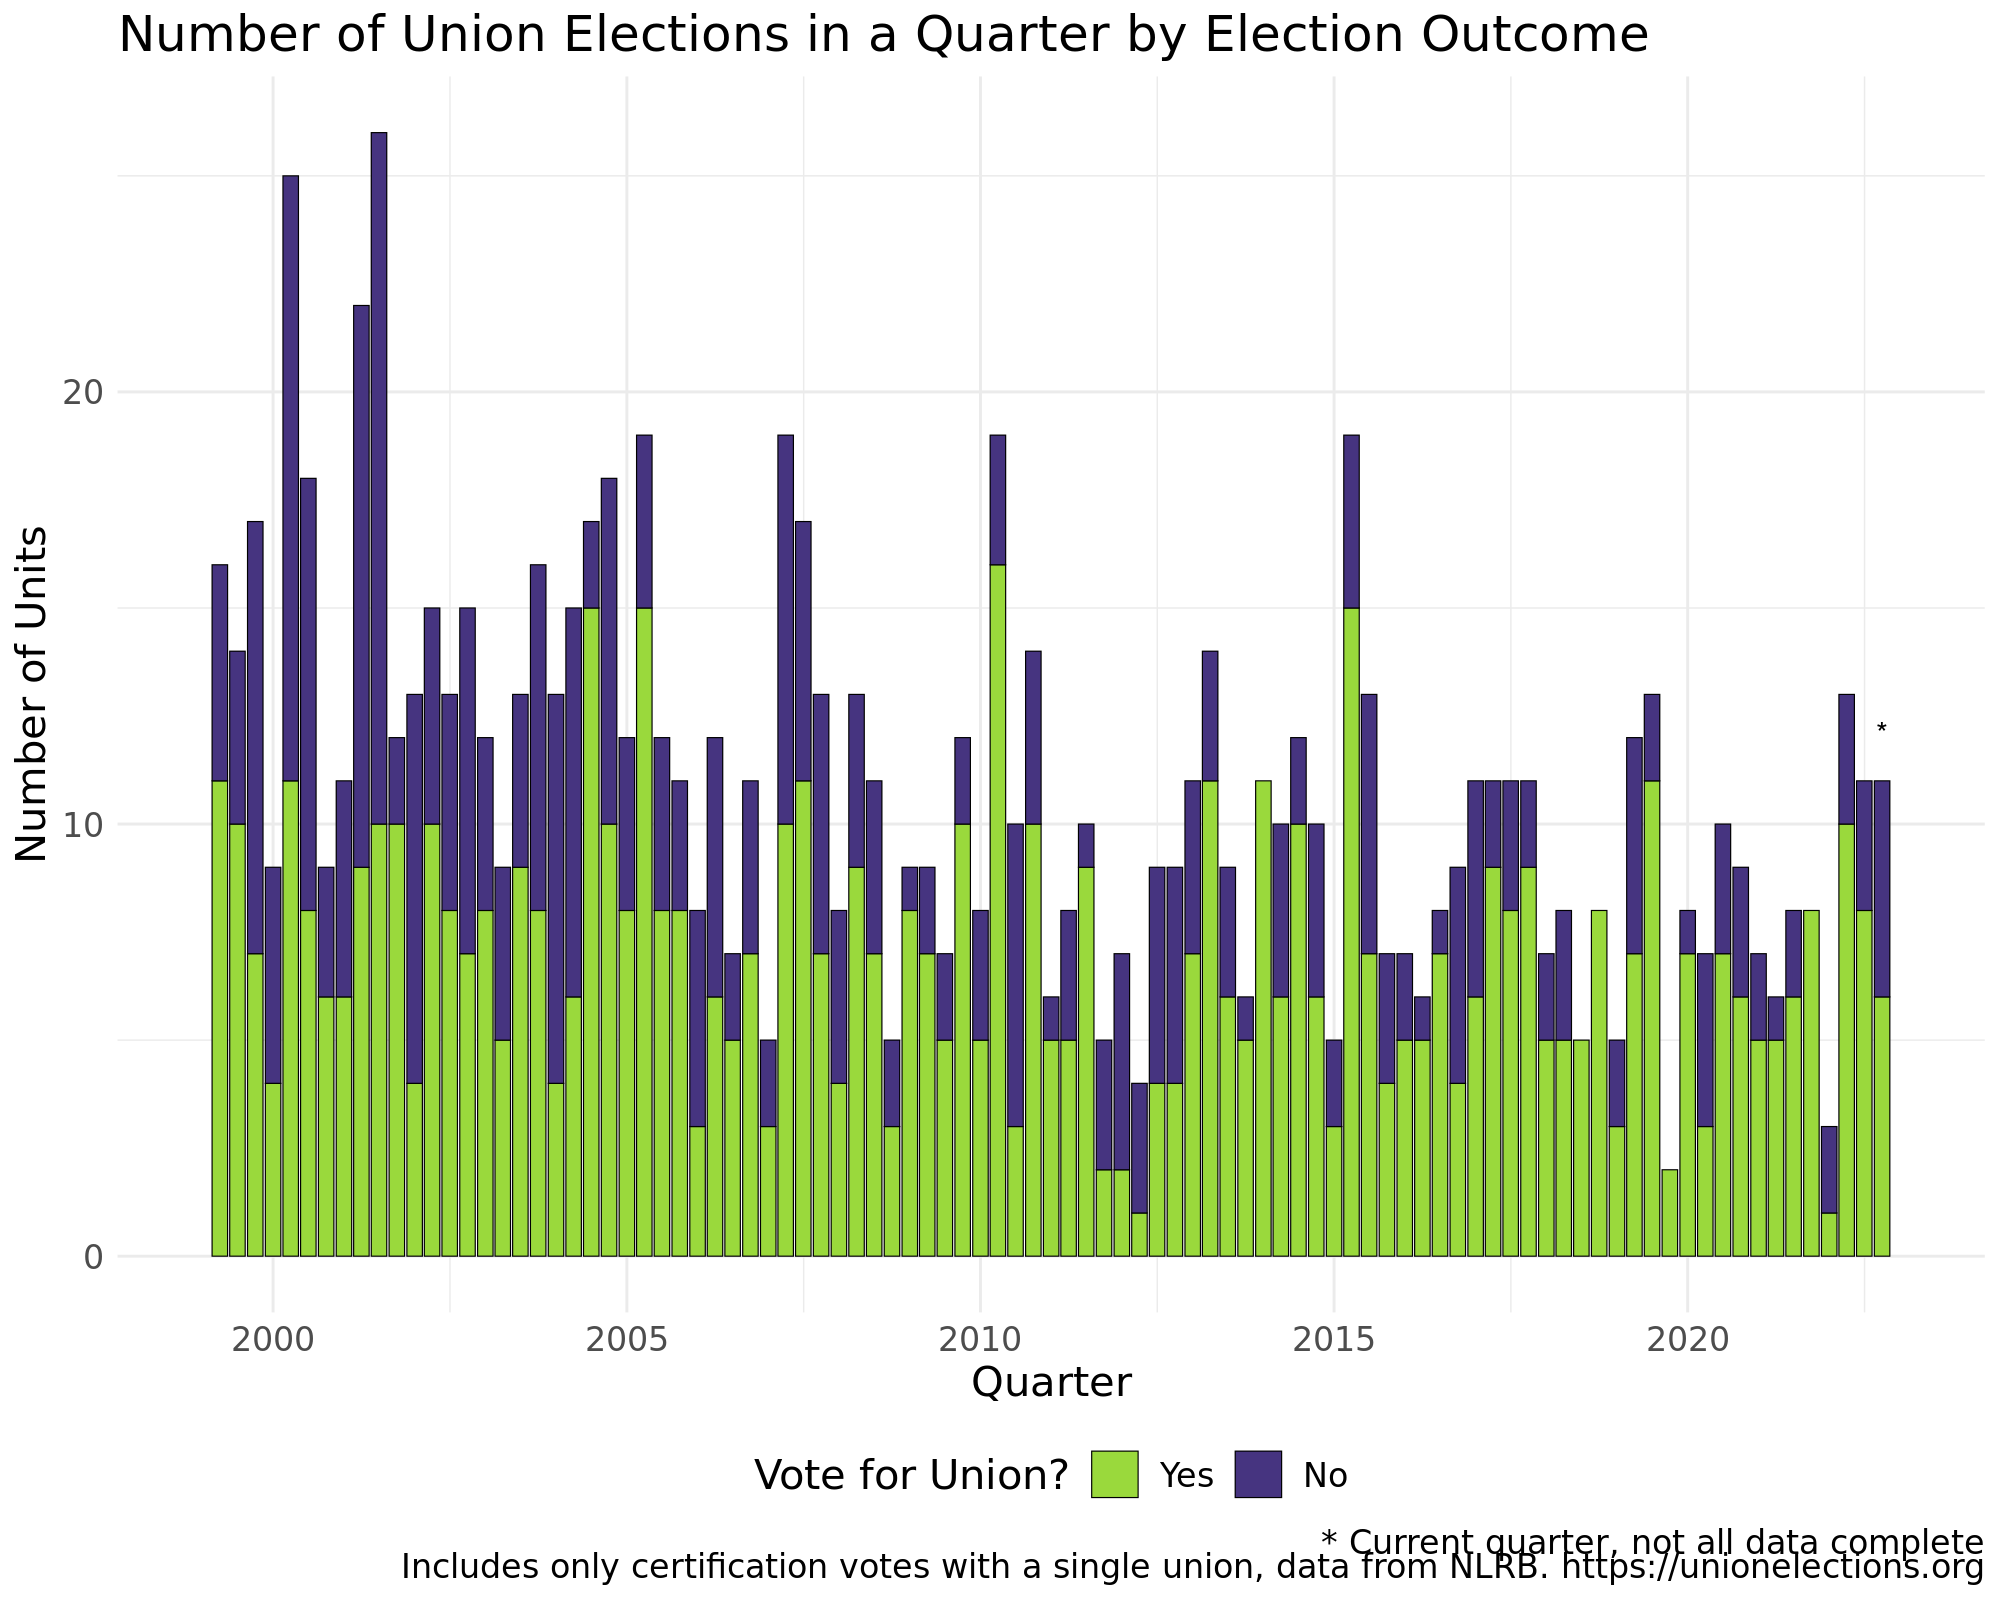 Number of Union Elections in a Quarter by Election Outcome
Number of Units
20
10
0
*
2000 2005 2010 2015 2020
Quarter
Vote for Union? Yes No
* Current quarter, not all data complete
Includes only certification votes with a single union, data from NLRB. https://unionelections.org